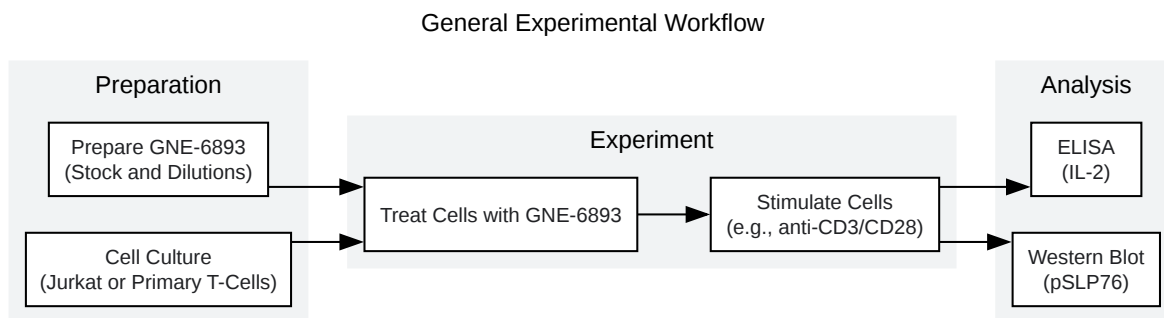 General Experimental Workflow
Preparation
Prepare GNE-6893
(Stock and Dilutions)
Cell Culture
(Jurkat or Primary T-Cells)
Experiment
Treat Cells with GNE-6893
Stimulate Cells
(e.g., anti-CD3/CD28)
Analysis
ELISA
(IL-2)
Western Blot
(pSLP76)